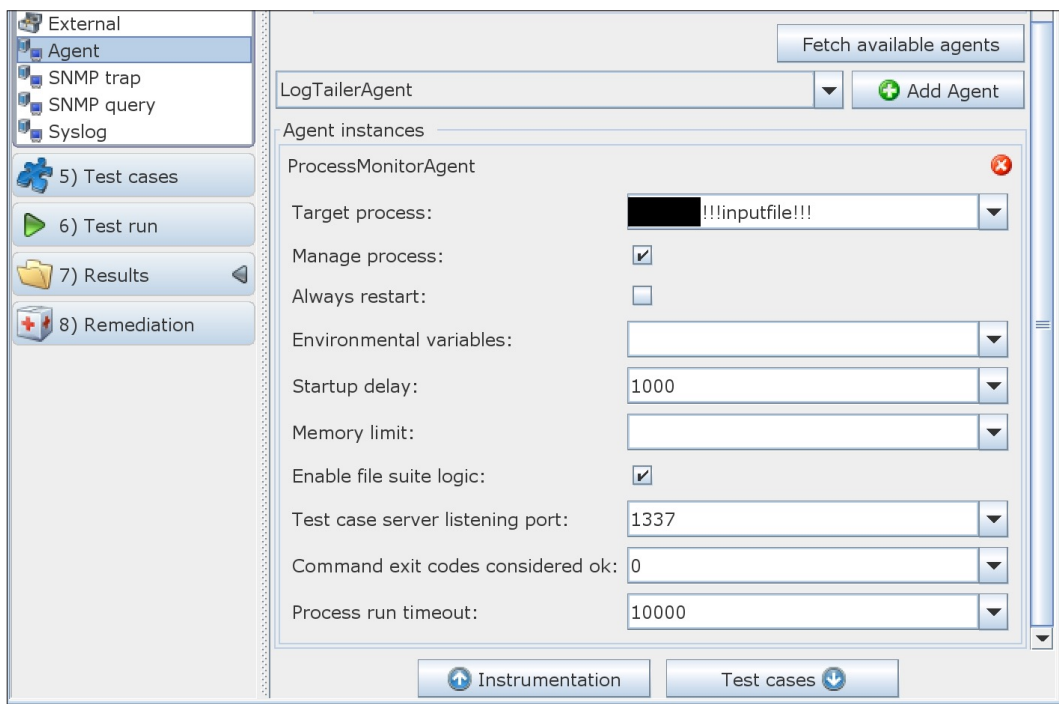 External
Agent
SNMP trap
SNMP query
Syslog
5) Test cases
6) Test run
7) Results
8) Remediation
Fetch available agents
LogTailerAgent
Add Agent
Agent instances
ProcessMonitorAgent
Target process: !!!inputfile!!!
Manage process:
Always restart:
Environmental variables:
Startup delay: 1000
Memory limit:
Enable file suite logic:
Test case server listening port: 1337
Command exit codes considered ok: 0
Process run timeout: 10000
Instrumentation
Test cases